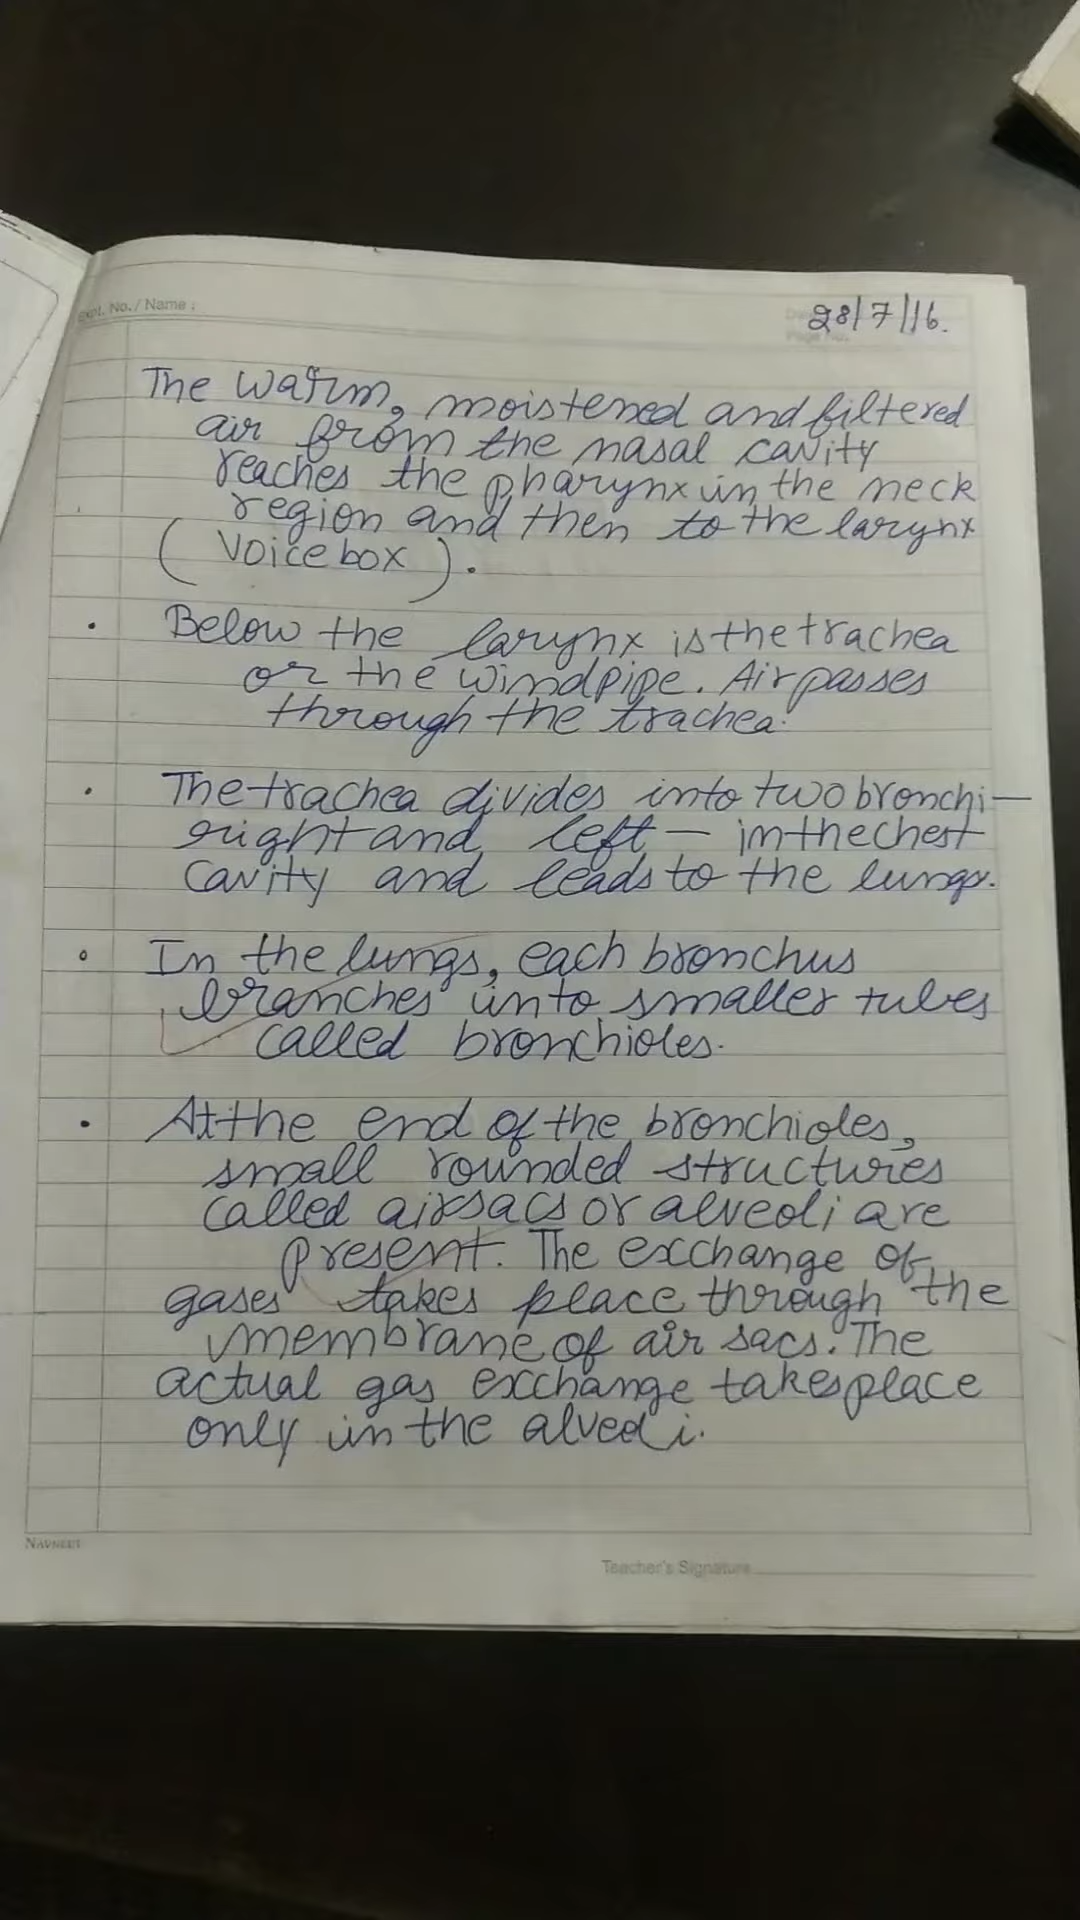 Expt. No. / Name :
28/7/16.
The warm, moistened and filtered
air from the nasal cavity
reaches the pharynx in the neck
region and then to the larynx
( Voice box ).
• Below the larynx is the trachea
or the windpipe. Air passes
through the trachea.
• The trachea divides into two bronchi—
right and left — in the chest
cavity and leads to the lungs.
• In the lungs, each bronchus
branches into smaller tubes
called bronchioles.
• At the end of the bronchioles,
small rounded structures
called airsacs or alveoli are
present. The exchange of
gases takes place through the
membrane of air sacs. The
actual gas exchange takes place
only in the alveoli.
NAVNEET
Teacher's Signature